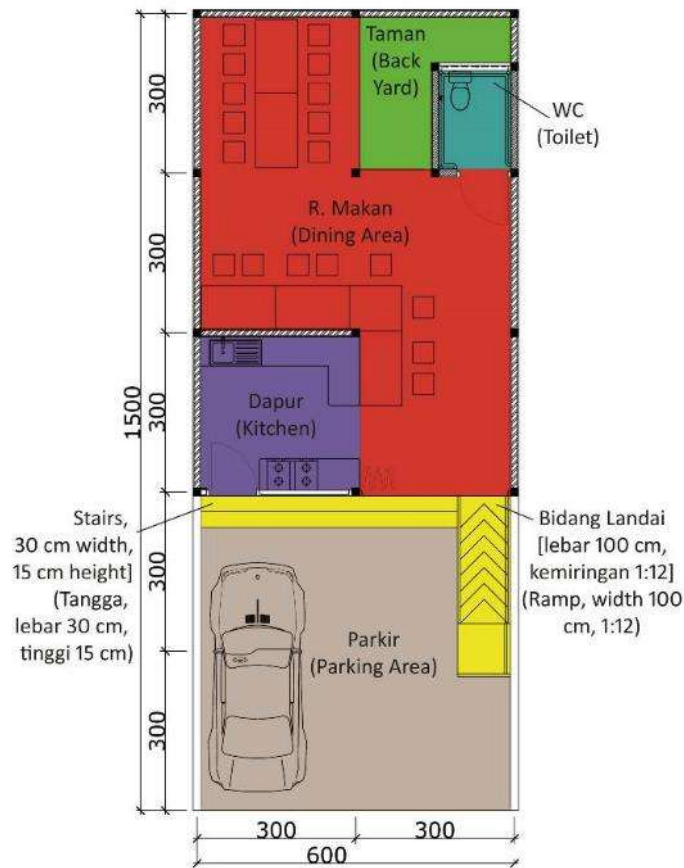 Taman
(Back
Yard)
WC
(Toilet)
R. Makan
(Dining Area)
Dapur
(Kitchen)
Stairs,
30 cm width,
15 cm height]
(Tangga,
lebar 30 cm,
tinggi 15 cm)
Bidang Landai
[lebar 100 cm,
kemiringan 1:12]
(Ramp, width 100
cm, 1:12)
Parkir
(Parking Area)
300
300
300
300
300
1500
300
300
600